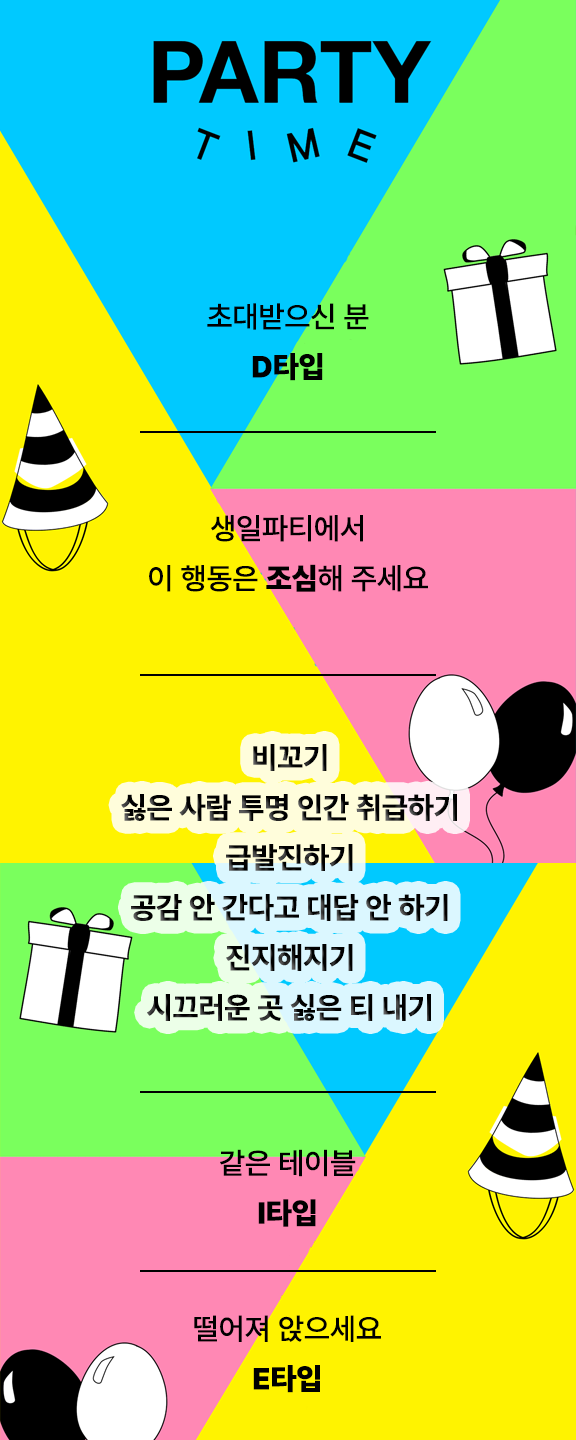 PARTY
TIME
초대받으신 분
D타입
생일파티에서
이 행동은 조심해 주세요
비꼬기
싫은 사람 투명 인간 취급하기
급발진하기
공감 안 간다고 대답 안 하기
진지해지기
시끄러운 곳 싫은 티 내기
같은 테이블
I타입
떨어져 앉으세요
E타입